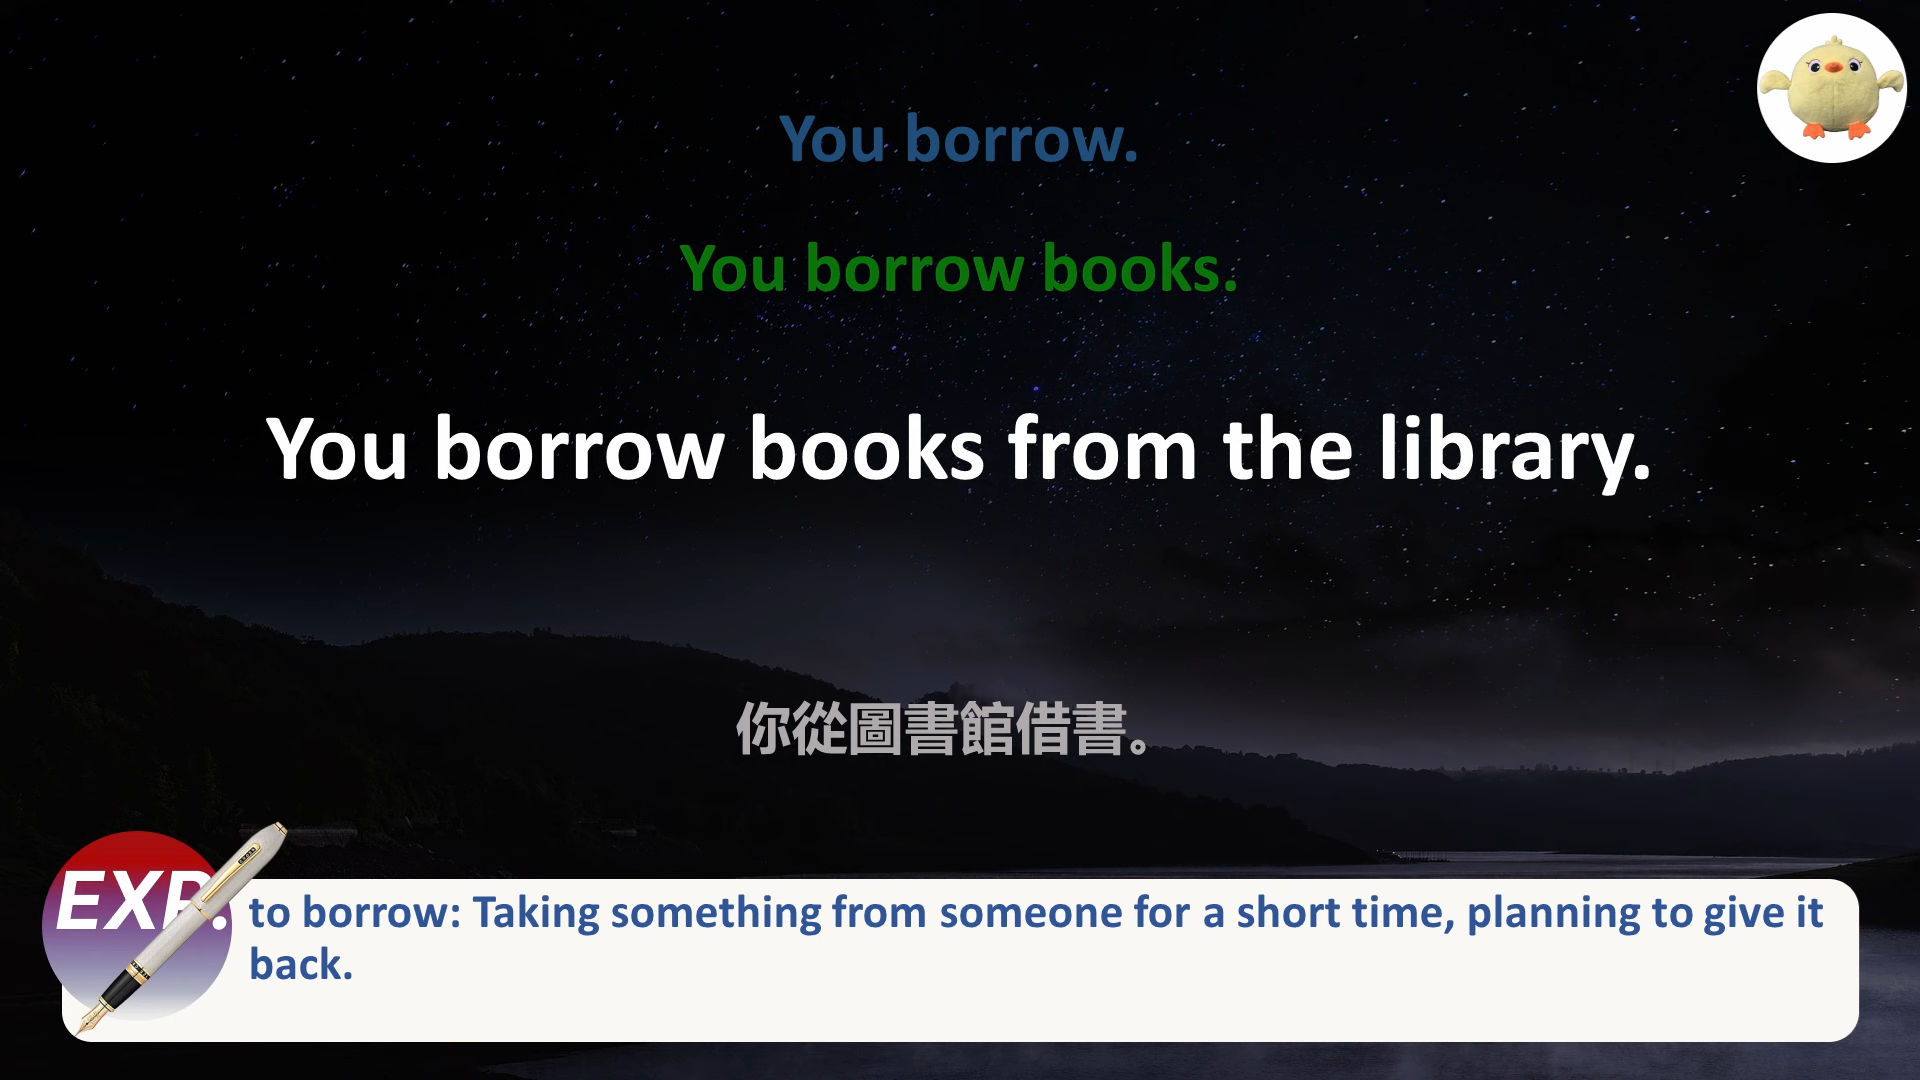 You borrow.
You borrow books.
You borrow books from the library.
你從圖書館借書。
EXP.
to borrow: Taking something from someone for a short time, planning to give it
back.